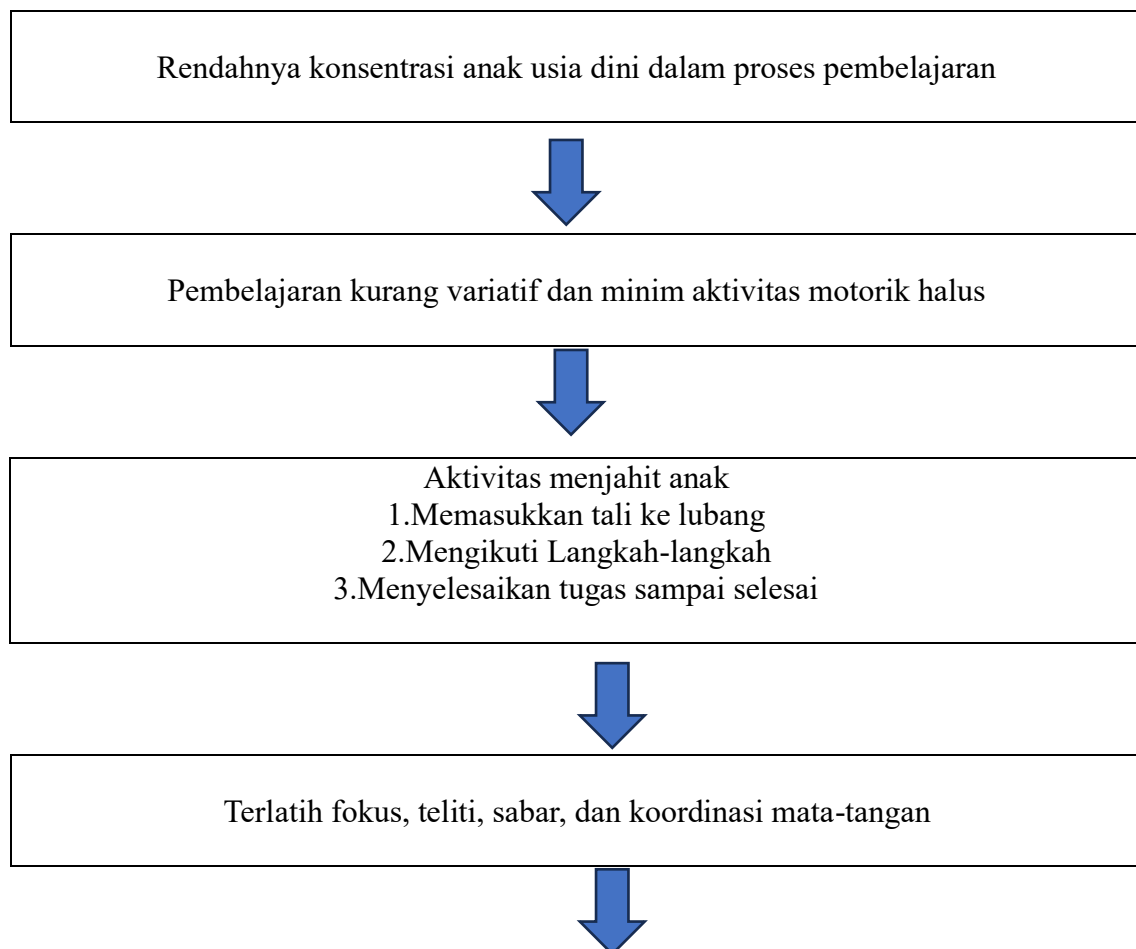 Rendahnya konsentrasi anak usia dini dalam proses pembelajaran
Pembelajaran kurang variatif dan minim aktivitas motorik halus
Aktivitas menjahit anak
1.Memasukkan tali ke lubang
2.Mengikuti Langkah-langkah
3.Menyelesaikan tugas sampai selesai
Terlatih fokus, teliti, sabar, dan koordinasi mata-tangan